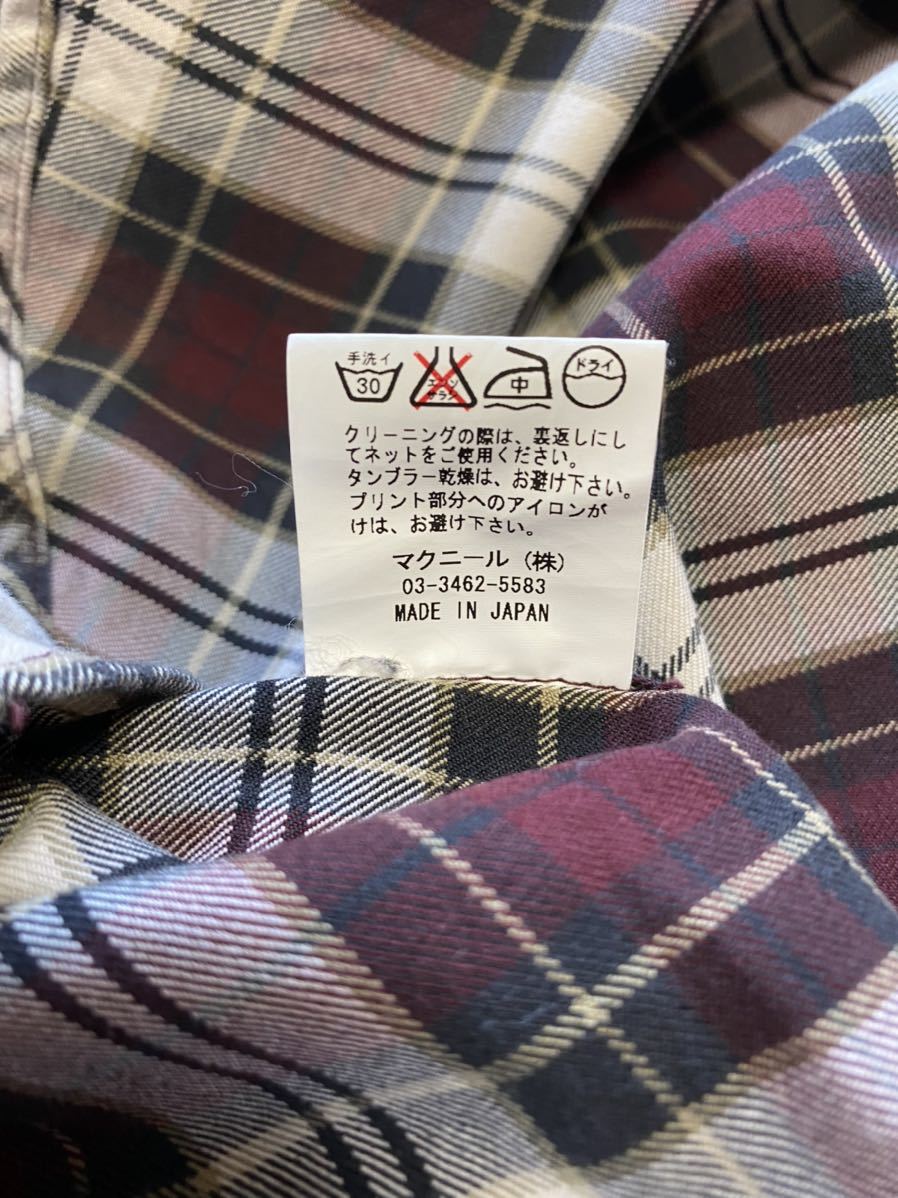 手洗イ
30
エンソ
サラシ
中
ドライ
クリーニングの際は、裏返しにし
てネットをご使用ください。
タンブラー乾燥は、お避け下さい。
プリント部分へのアイロンが
けは、お避け下さい。
マクニール（株）
03-3462-5583
MADE IN JAPAN